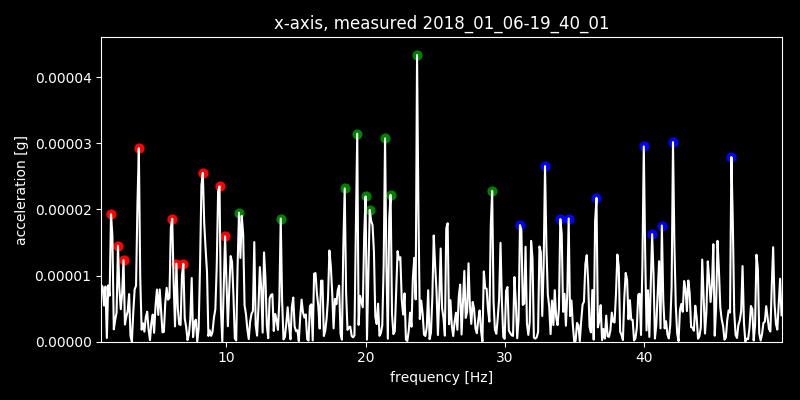 x-axis, measured 2018_01_06-19_40_01
acceleration [g]
0.00004
0.00003
0.00002
0.00001
0.00000
10 20 30 40
frequency [Hz]